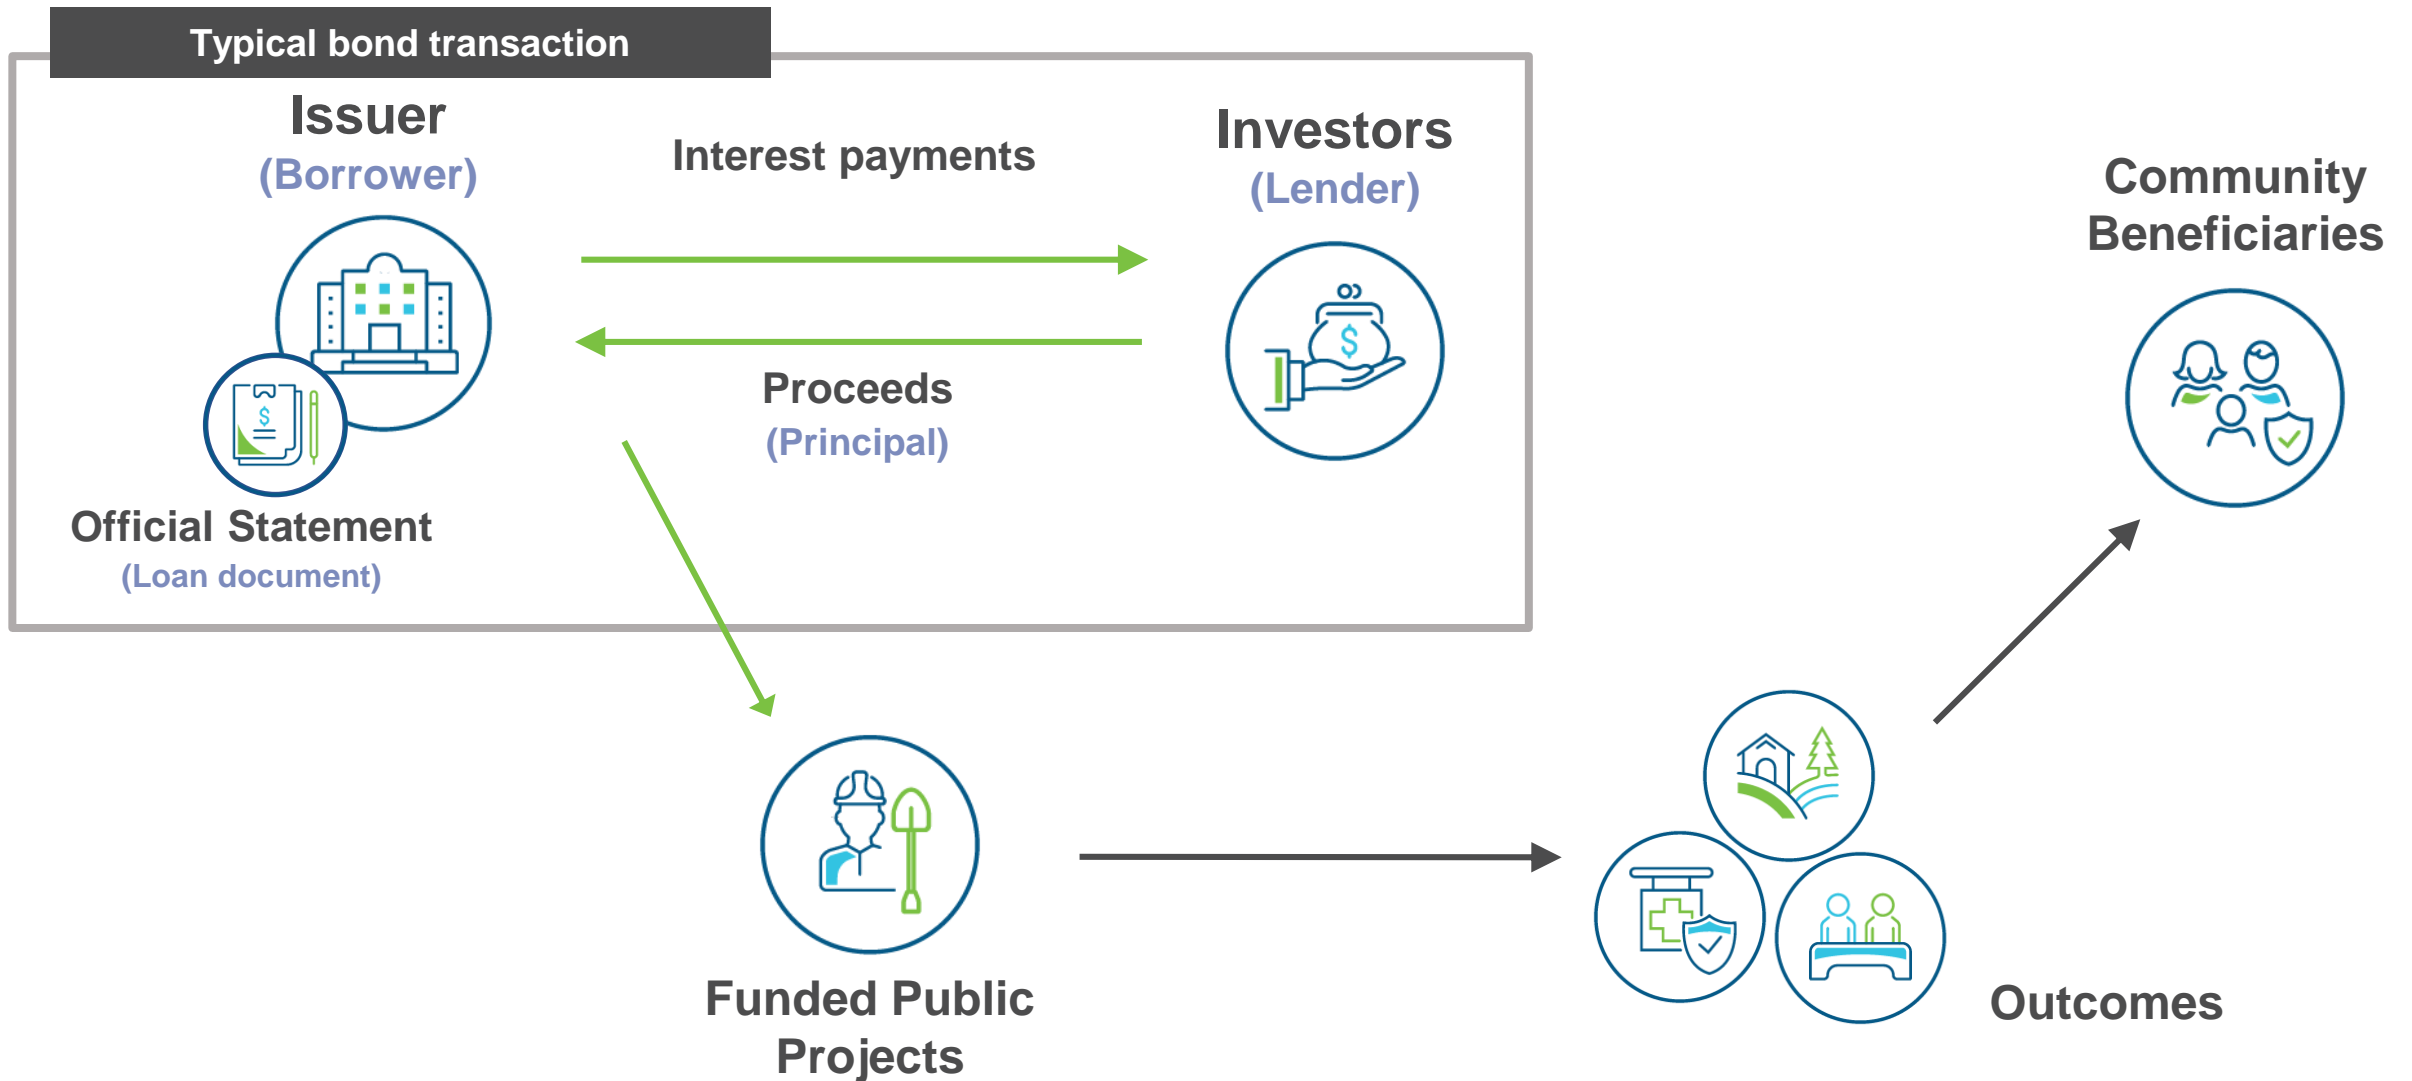 Typical bond transaction
Issuer
(Borrower)
Interest payments
Investors
(Lender)
Proceeds
(Principal)
Official Statement
(Loan document)
Community
Beneficiaries
Funded Public
Projects
Outcomes
$
$